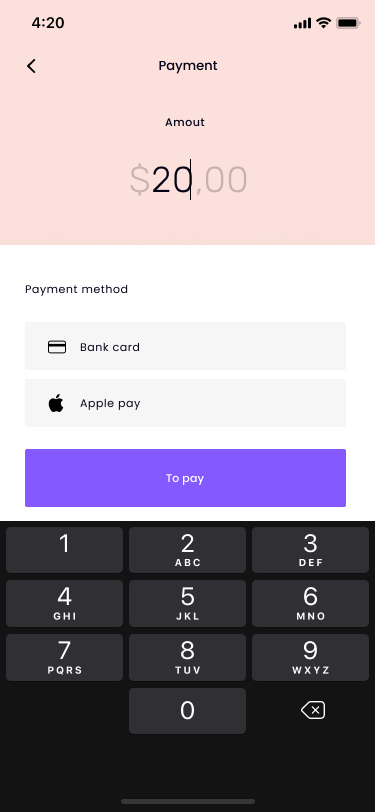 4:20
Payment
Amout
$20,00
Payment method
Bank card
Apple pay
To pay
1
2
ABC
3
DEF
4
GHI
5
JKL
6
MNO
7
PQRS
8
TUV
9
WXYZ
0